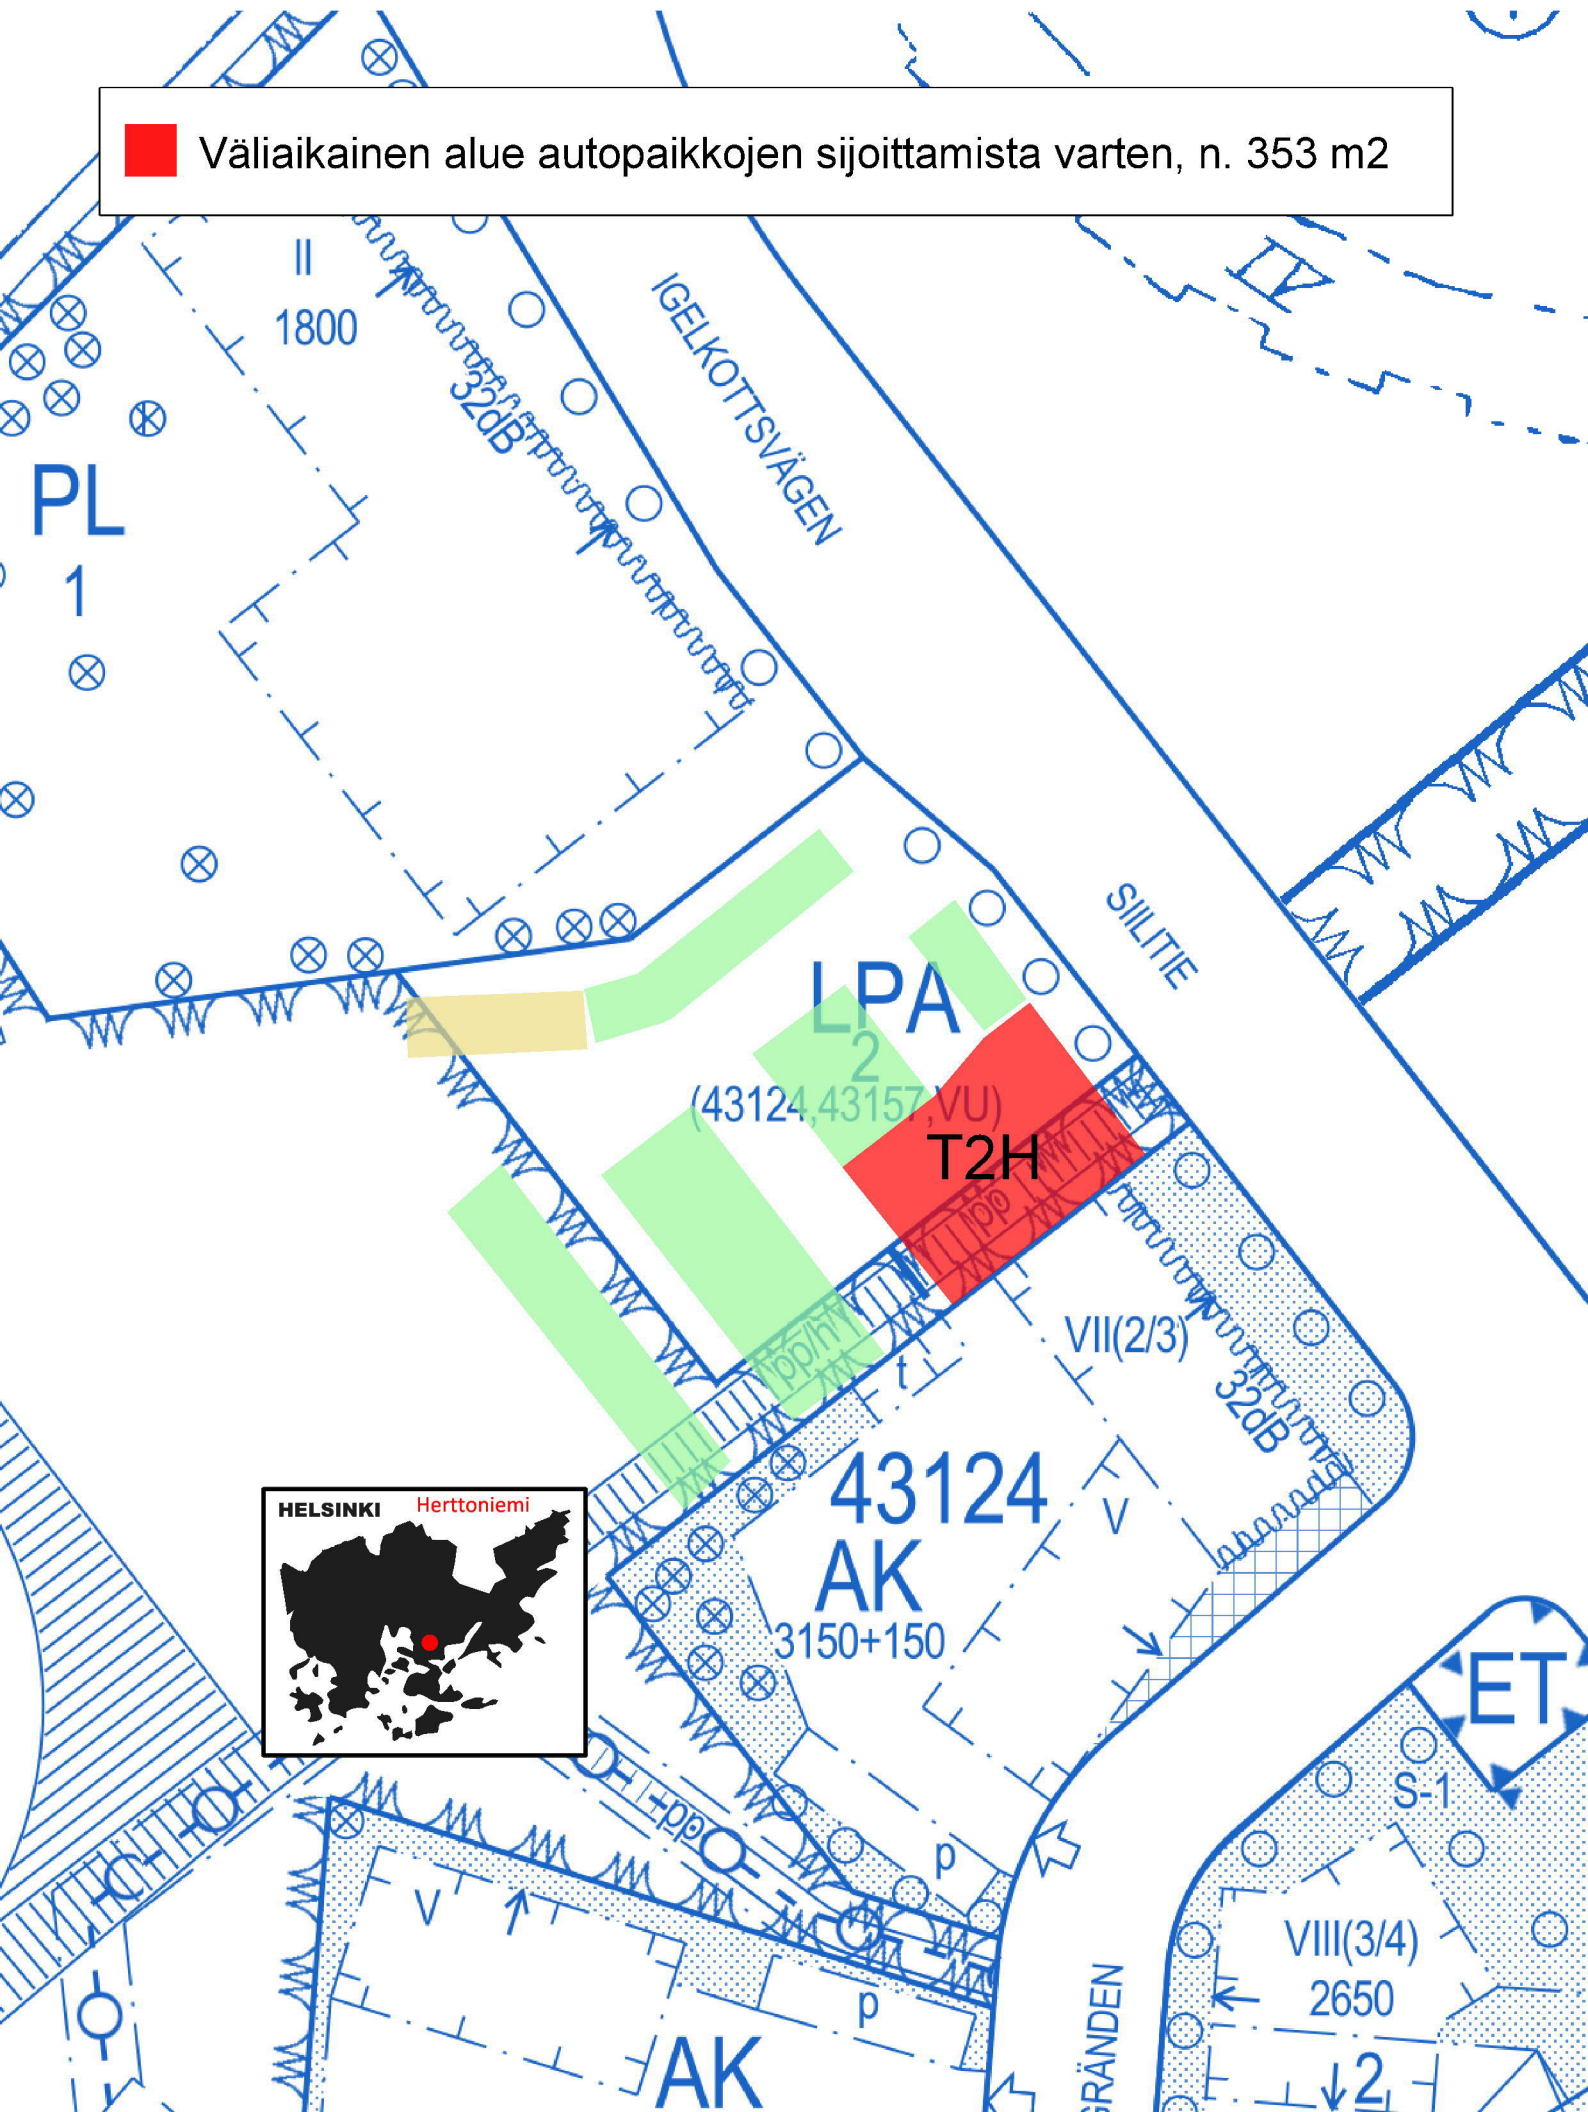 Väliaikainen alue autopaikkojen sijoittamista varten, n. 353 m2
II
1800
IV
IGELKOTTSVÄGEN
32dB
PL
1
SIILITIE
LPA
2
(43124,43157,VU)
T2H
pp
pp/h
t
VII(2/3)
32dB
43124
AK
3150+150
V
HELSINKI
Herttoniemi
ET
S-1
pp
p
V
VIII(3/4)
2650
p
AK
GRÄNDEN
2